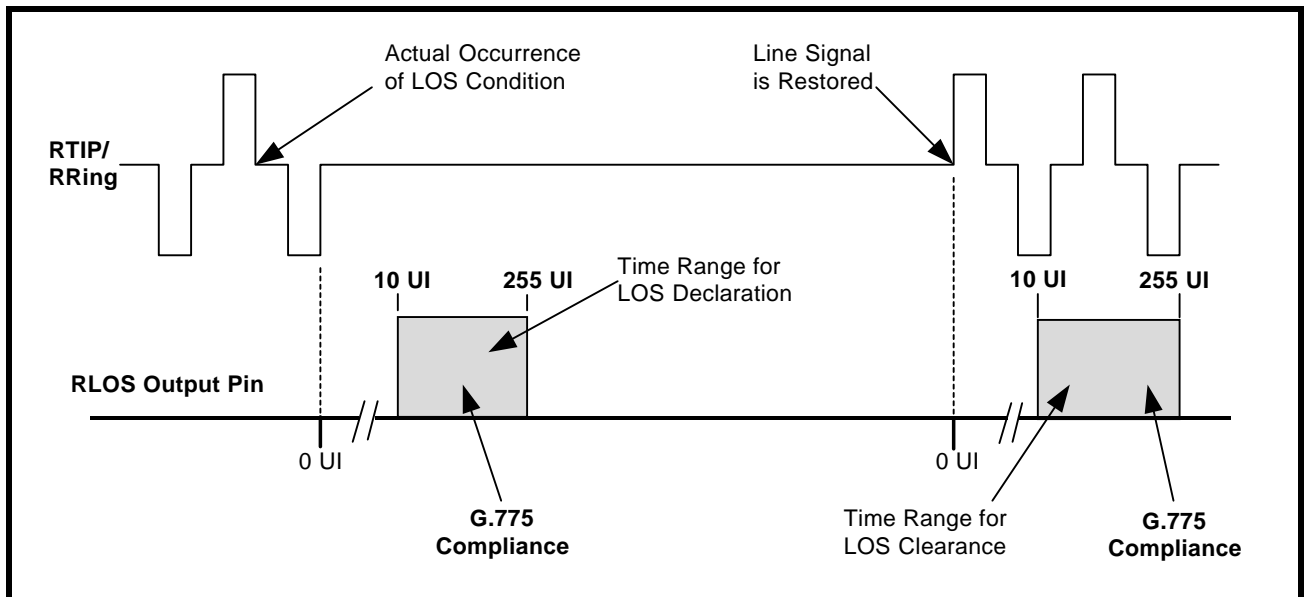 Actual Occurrence
of LOS Condition
Line Signal
is Restored
RTIP/
RRing
Time Range for
LOS Declaration
10 UI
255 UI
10 UI
255 UI
RLOS Output Pin
0 UI
0 UI
G.775
Compliance
Time Range for
LOS Clearance
G.775
Compliance